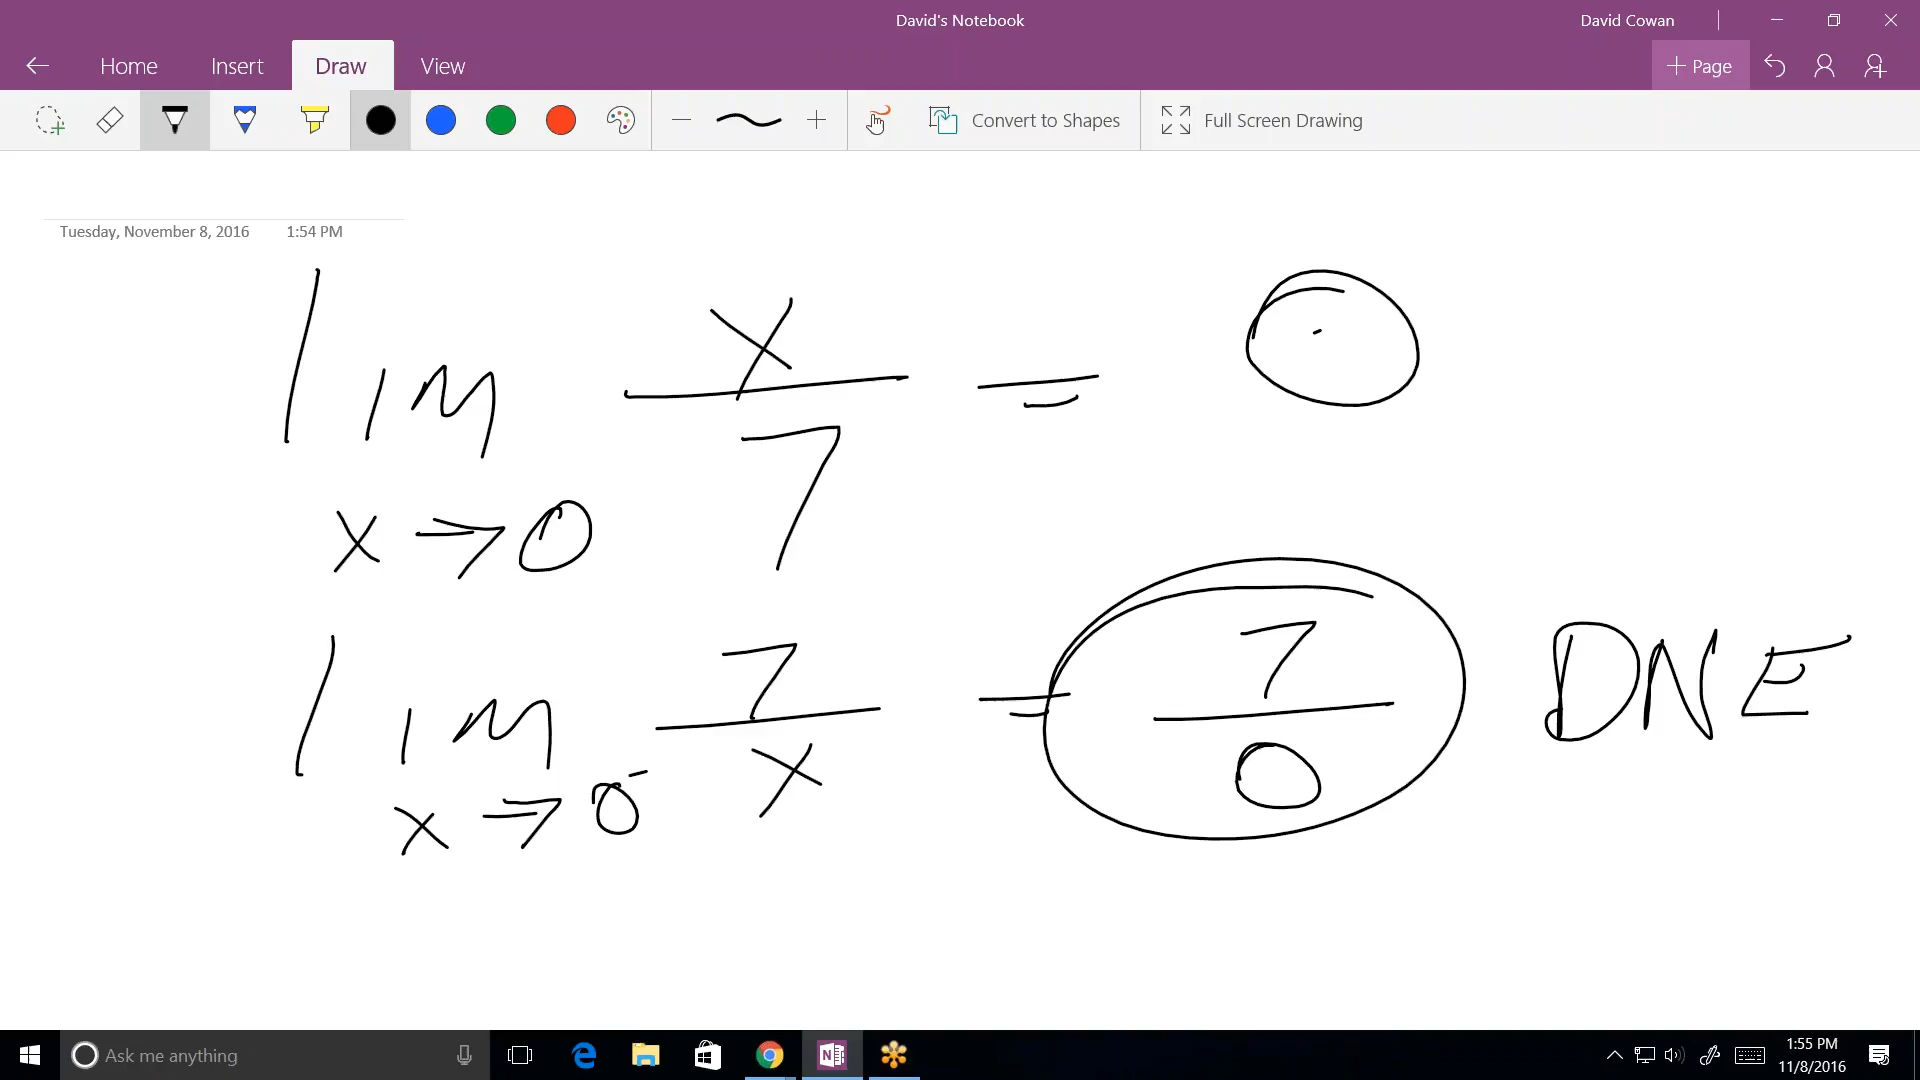 David's Notebook
David Cowan
Home Insert Draw View
Page
Convert to Shapes Full Screen Drawing
Tuesday, November 8, 2016 1:54 PM
lim x/7 = 0
x → 0
lim 7/x = 7/0 DNE
x → 0⁻
Ask me anything
1:55 PM
11/8/2016